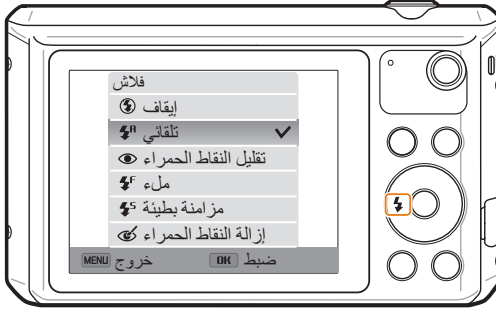 فلاش
إيقاف
تلقائي
تقليل النقاط الحمراء
ملء
مزامنة بطيئة
إزالة النقاط الحمراء
ضبط OK خروج MENU